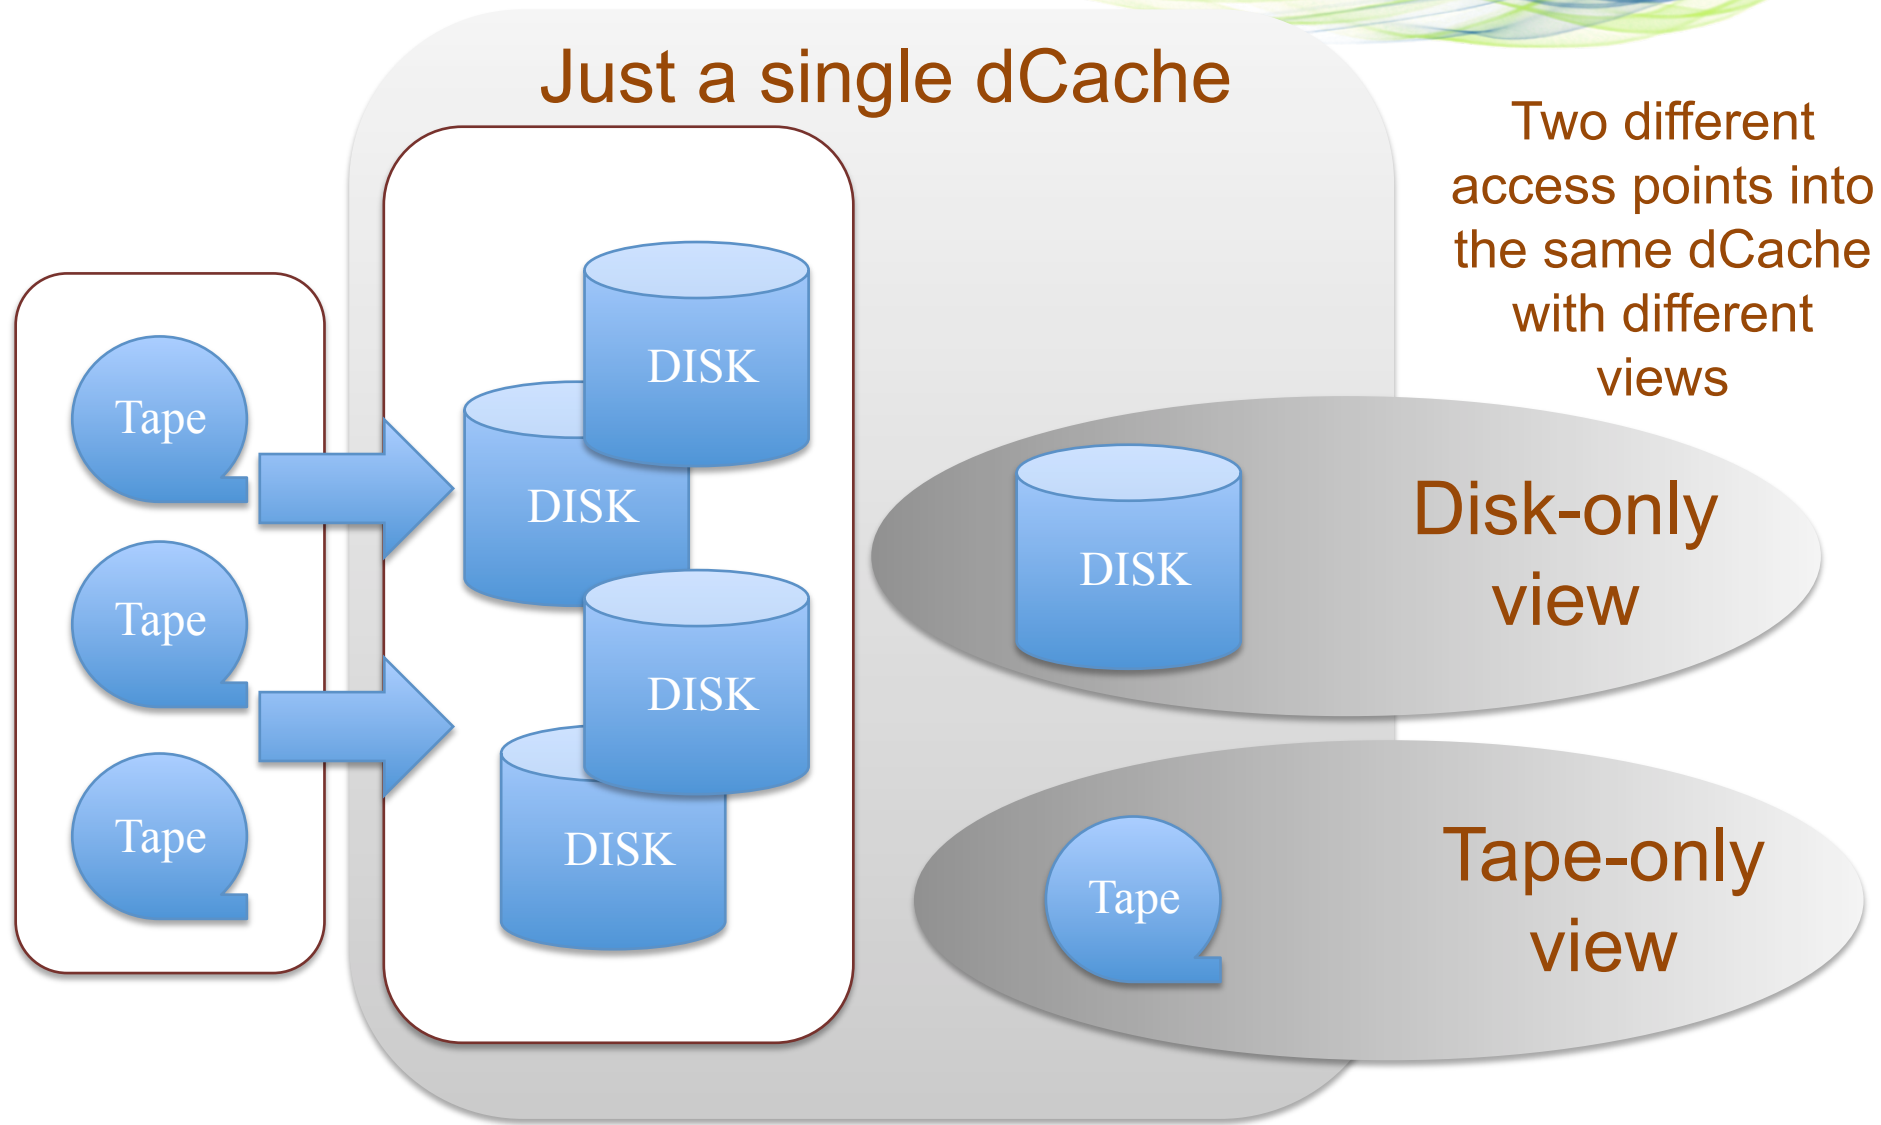 Just a single dCache
Two different
access points into
the same dCache
with different
views
Tape
Tape
Tape
DISK
DISK
DISK
DISK
DISK
Disk-only
view
Tape
Tape-only
view